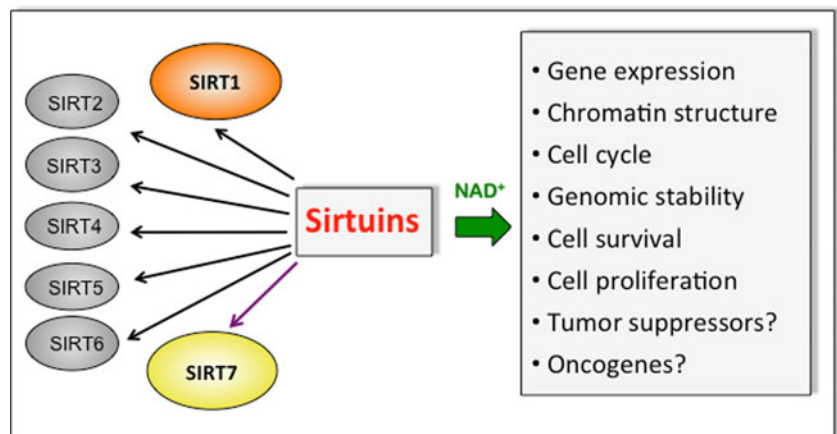 SIRT1
SIRT2
SIRT3
SIRT4
SIRT5
SIRT6
SIRT7
Sirtuins
NAD⁺
• Gene expression
• Chromatin structure
• Cell cycle
• Genomic stability
• Cell survival
• Cell proliferation
• Tumor suppressors?
• Oncogenes?